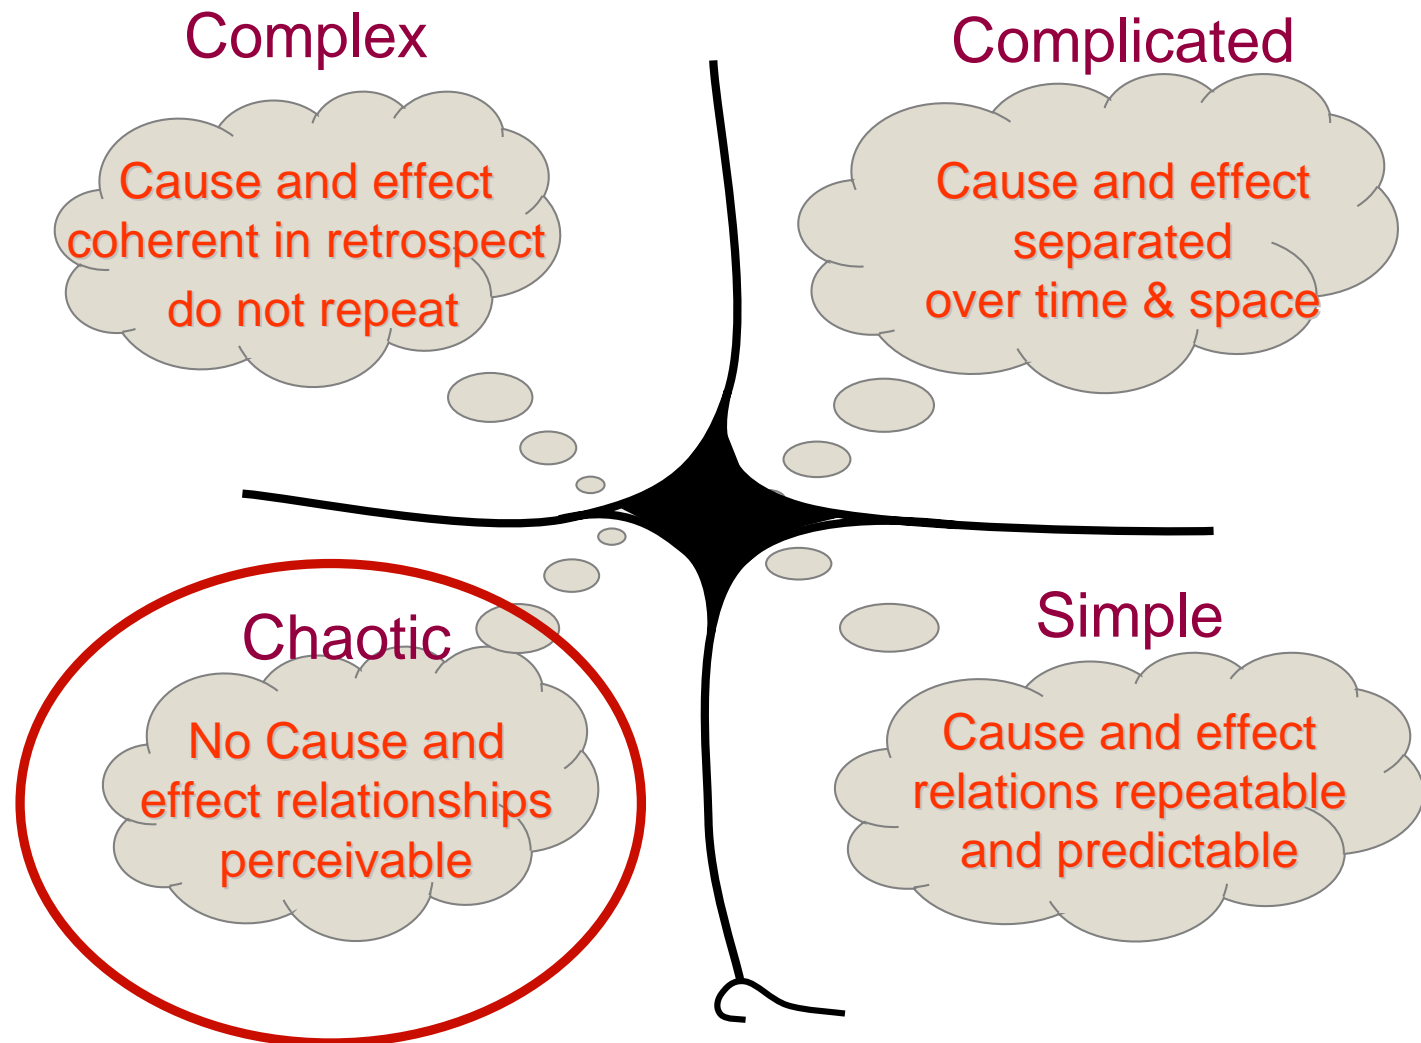 Complex
Cause and effect
coherent in retrospect
do not repeat
Complicated
Cause and effect
separated
over time & space
Chaotic
No Cause and
effect relationships
perceivable
Simple
Cause and effect
relations repeatable
and predictable